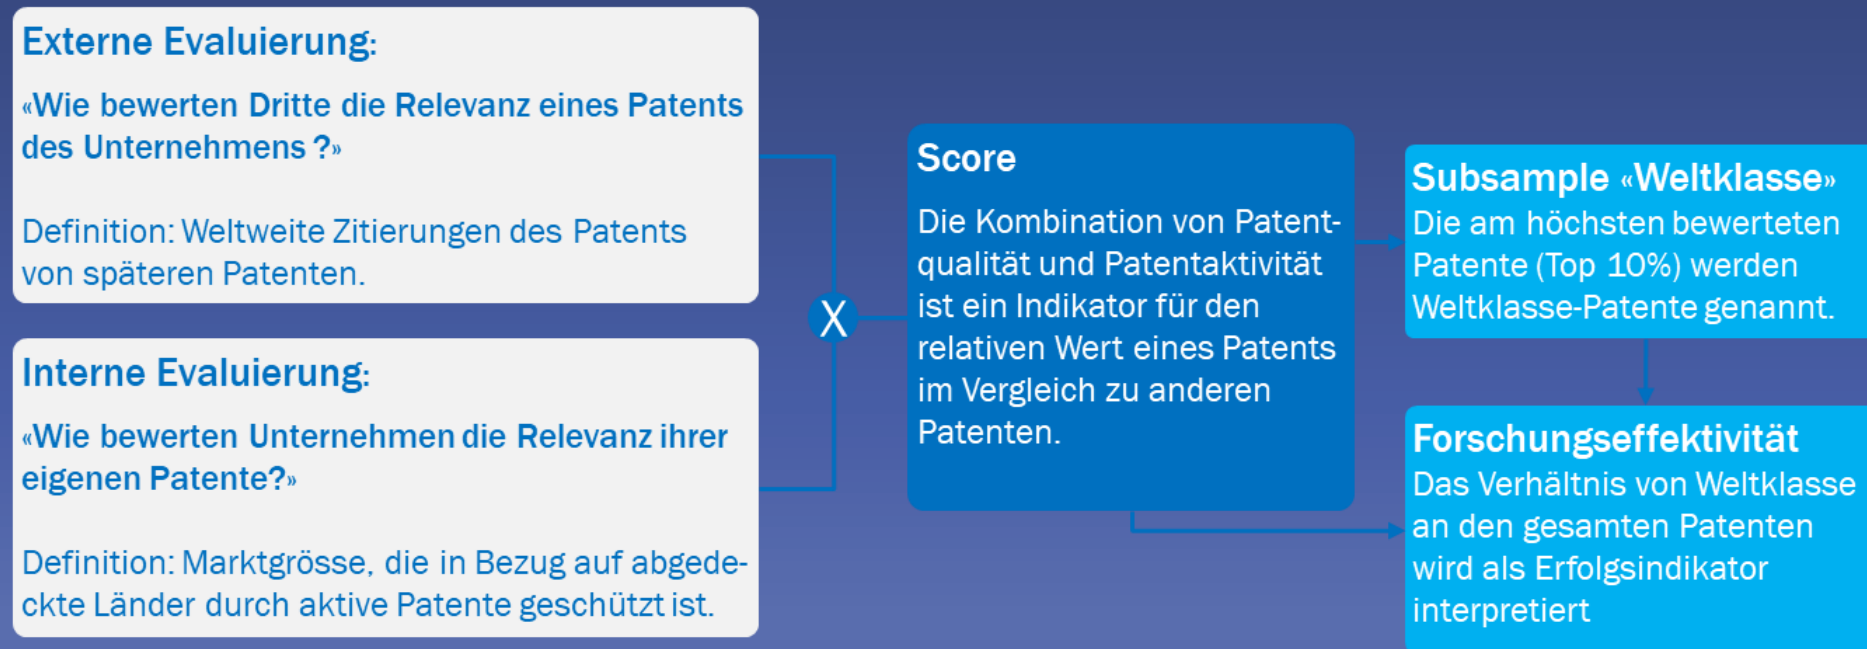 Externe Evaluierung:
«Wie bewerten Dritte die Relevanz eines Patents
des Unternehmens ?»
Definition: Weltweite Zitierungen des Patents
von späteren Patenten.
Interne Evaluierung:
«Wie bewerten Unternehmen die Relevanz ihrer
eigenen Patente?»
Definition: Marktgrösse, die in Bezug auf abgede-
ckte Länder durch aktive Patente geschützt ist.
X
Score
Die Kombination von Patent-
qualität und Patentaktivität
ist ein Indikator für den
relativen Wert eines Patents
im Vergleich zu anderen
Patenten.
Subsample «Weltklasse»
Die am höchsten bewerteten
Patente (Top 10%) werden
Weltklasse-Patente genannt.
Forschungseffektivität
Das Verhältnis von Weltklasse
an den gesamten Patenten
wird als Erfolgsindikator
interpretiert